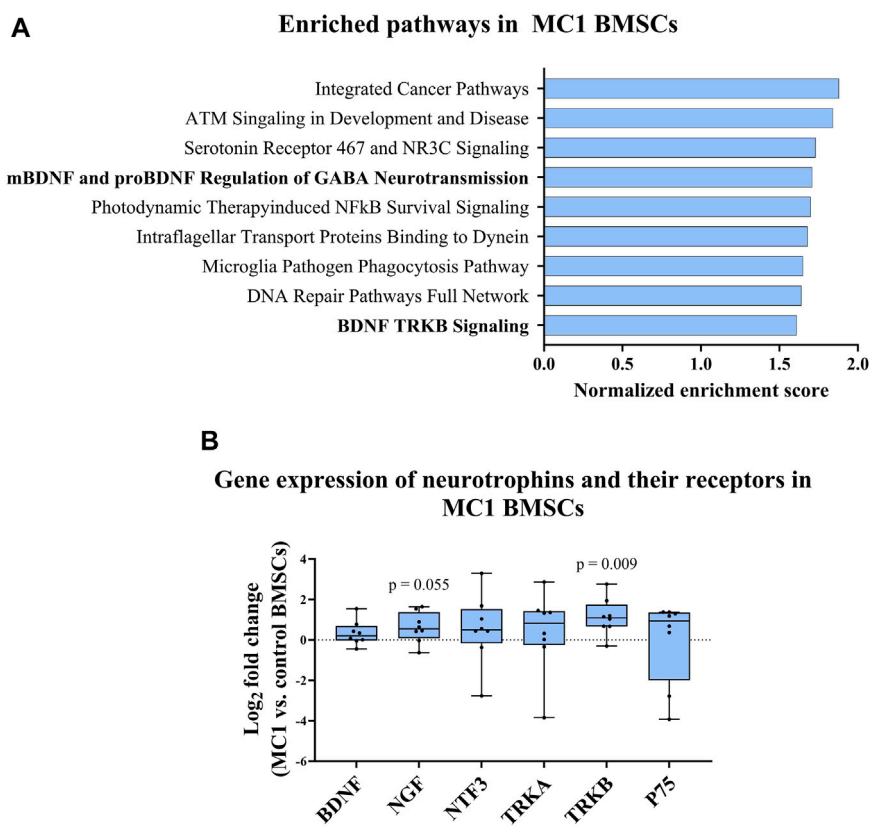 A
Enriched pathways in MC1 BMSCs
Integrated Cancer Pathways
ATM Singaling in Development and Disease
Serotonin Receptor 467 and NR3C Signaling
mBDNF and proBDNF Regulation of GABA Neurotransmission
Photodynamic Therapyinduced NFkB Survival Signaling
Intraflagellar Transport Proteins Binding to Dynein
Microglia Pathogen Phagocytosis Pathway
DNA Repair Pathways Full Network
BDNF TRKB Signaling
0.0 0.5 1.0 1.5 2.0
Normalized enrichment score
B
Gene expression of neurotrophins and their receptors in
MC1 BMSCs
Log2 fold change
(MC1 vs. control BMSCs)
4
2
0
-2
-4
-6
p = 0.055
p = 0.009
BDNF NGF NTF3 TRKA TRKB P75